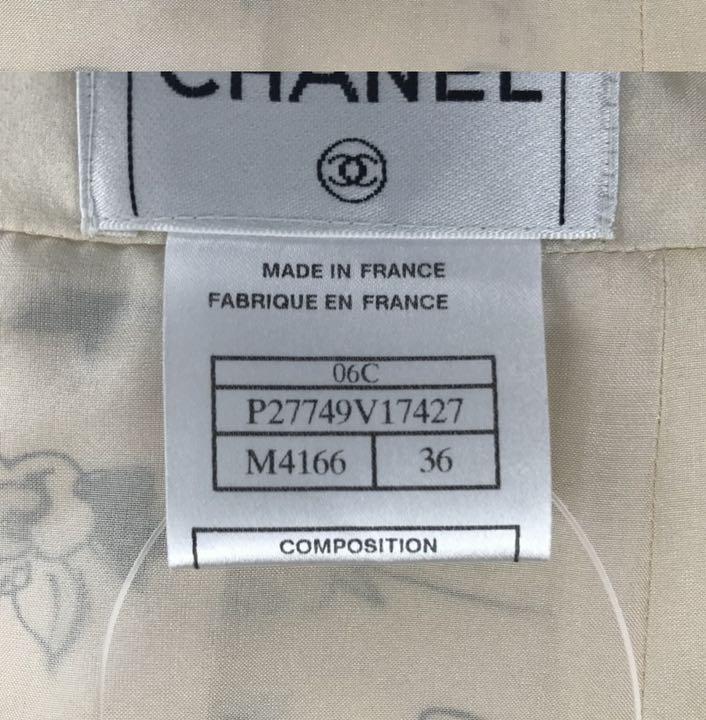 CHANEL
MADE IN FRANCE
FABRIQUE EN FRANCE
06C
P27749V17427
M4166 36
COMPOSITION